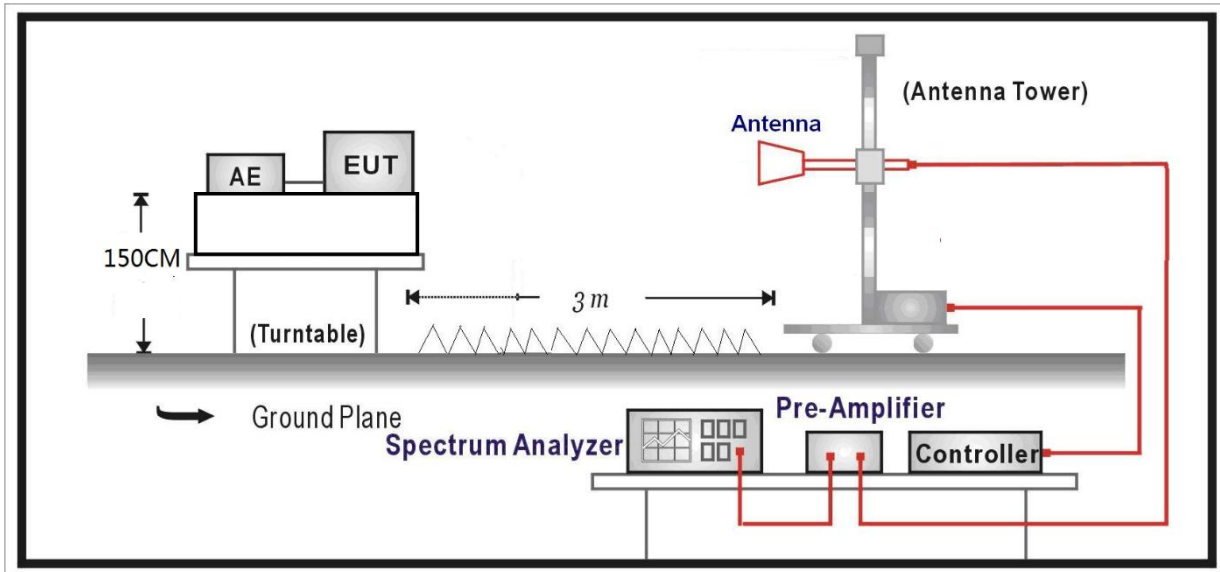 (Antenna Tower)
Antenna
AE
EUT
150CM
3 m
(Turntable)
Ground Plane
Pre-Amplifier
Spectrum Analyzer
Controller